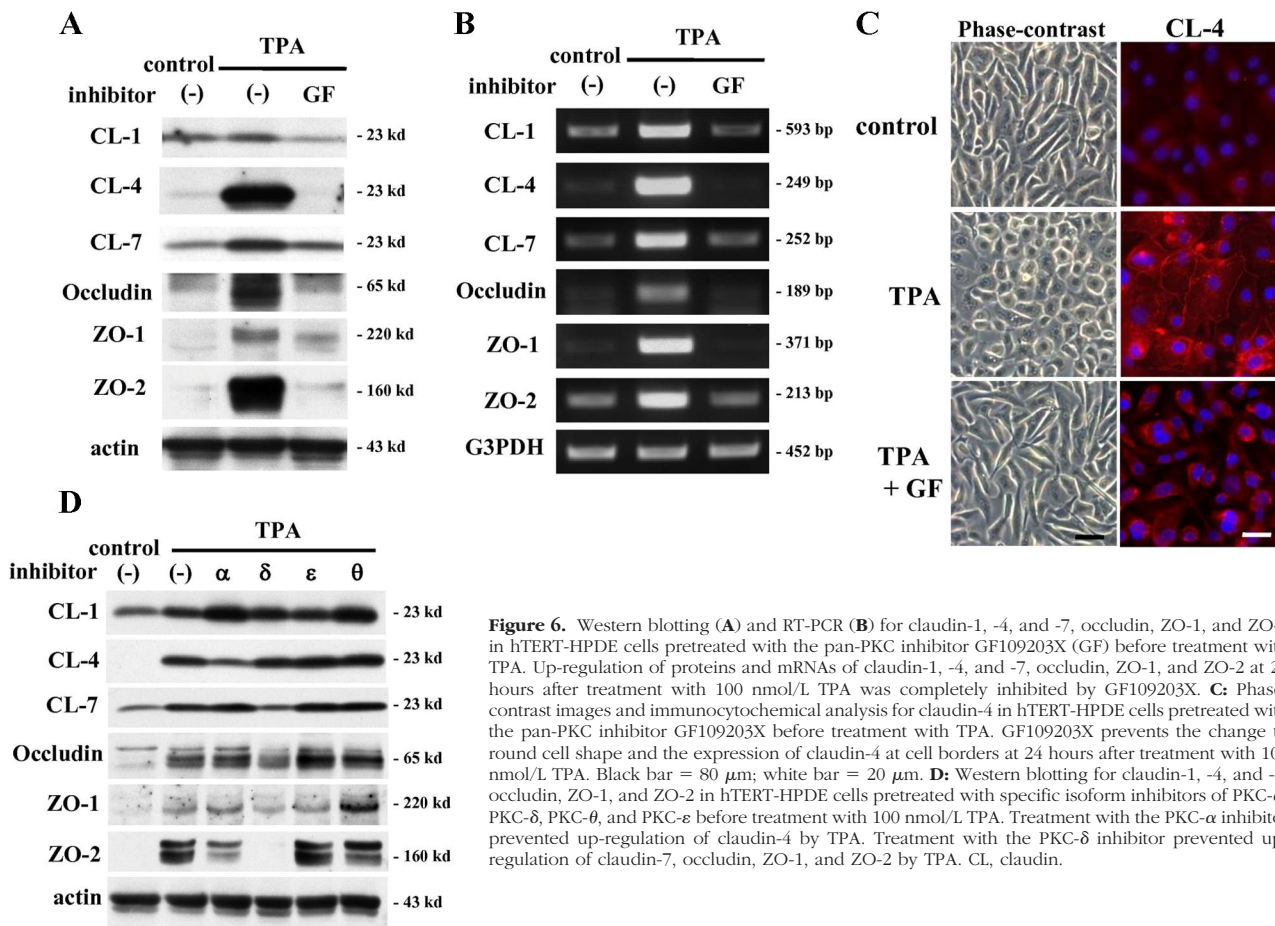 A
TPA
control
inhibitor (-) (-) GF
CL-1 - 23 kd
CL-4 - 23 kd
CL-7 - 23 kd
Occludin - 65 kd
ZO-1 - 220 kd
ZO-2 - 160 kd
actin - 43 kd
B
TPA
control
inhibitor (-) (-) GF
CL-1 - 593 bp
CL-4 - 249 bp
CL-7 - 252 bp
Occludin - 189 bp
ZO-1 - 371 bp
ZO-2 - 213 bp
G3PDH - 452 bp
C
Phase-contrast CL-4
control
TPA
TPA
+ GF
D
TPA
control
inhibitor (-) (-) α δ ε θ
CL-1 - 23 kd
CL-4 - 23 kd
CL-7 - 23 kd
Occludin - 65 kd
ZO-1 - 220 kd
ZO-2 - 160 kd
actin - 43 kd
Figure 6. Western blotting (A) and RT-PCR (B) for claudin-1, -4, and -7, occludin, ZO-1, and ZO-
in hTERT-HPDE cells pretreated with the pan-PKC inhibitor GF109203X (GF) before treatment
TPA. Up-regulation of proteins and mRNAs of claudin-1, -4, and -7, occludin, ZO-1, and ZO-2 at
hours after treatment with 100 nmol/L TPA was completely inhibited by GF109203X. C: Phase-
contrast images and immunocytochemical analysis for claudin-4 in hTERT-HPDE cells pretreated
the pan-PKC inhibitor GF109203X before treatment with TPA. GF109203X prevents the change
round cell shape and the expression of claudin-4 at cell borders at 24 hours after treatment with
nmol/L TPA. Black bar = 80 μm; white bar = 20 μm. D: Western blotting for claudin-1, -4, and
occludin, ZO-1, and ZO-2 in hTERT-HPDE cells pretreated with specific isoform inhibitors of
PKC-δ, PKC-θ, and PKC-ε before treatment with 100 nmol/L TPA. Treatment with the PKC-α
prevented up-regulation of claudin-4 by TPA. Treatment with the PKC-δ inhibitor prevented up
regulation of claudin-7, occludin, ZO-1, and ZO-2 by TPA. CL, claudin.